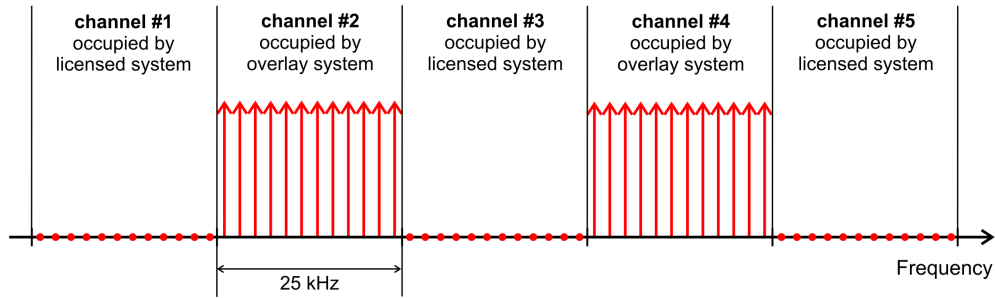 channel #1
occupied by
licensed system
channel #2
occupied by
overlay system
channel #3
occupied by
licensed system
channel #4
occupied by
overlay system
channel #5
occupied by
licensed system
25 kHz
Frequency